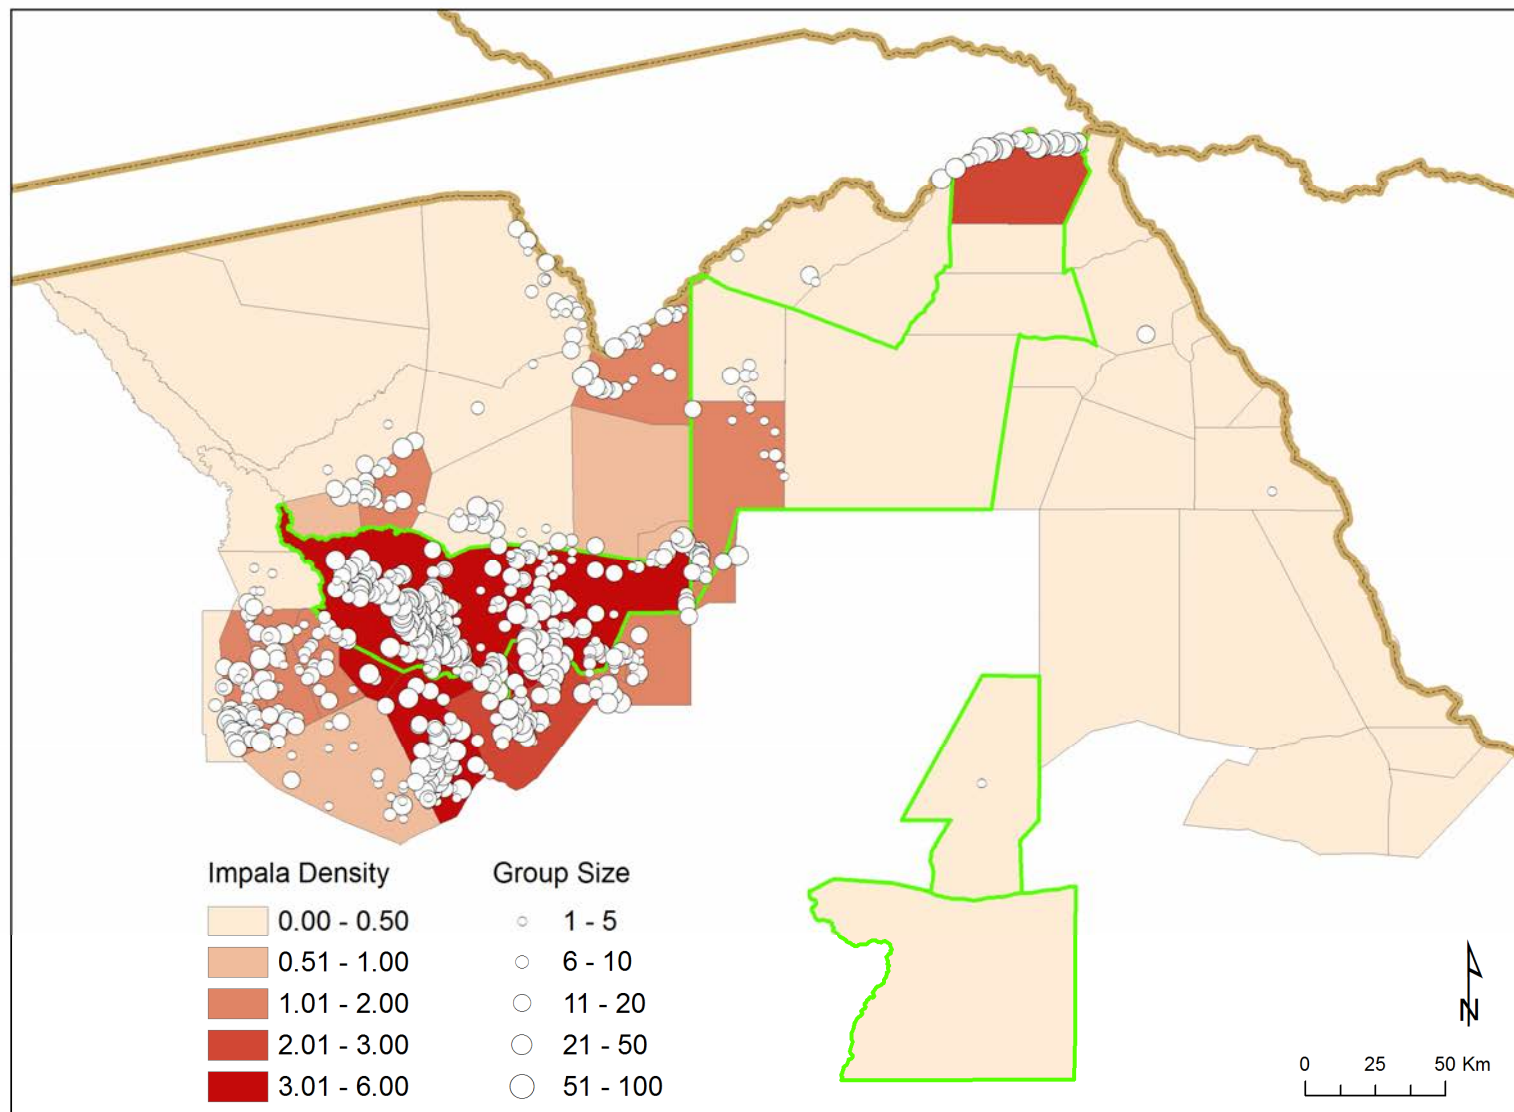 Impala Density
0.00 - 0.50
0.51 - 1.00
1.01 - 2.00
2.01 - 3.00
3.01 - 6.00
Group Size
1 - 5
6 - 10
11 - 20
21 - 50
51 - 100
N
0 25 50 Km